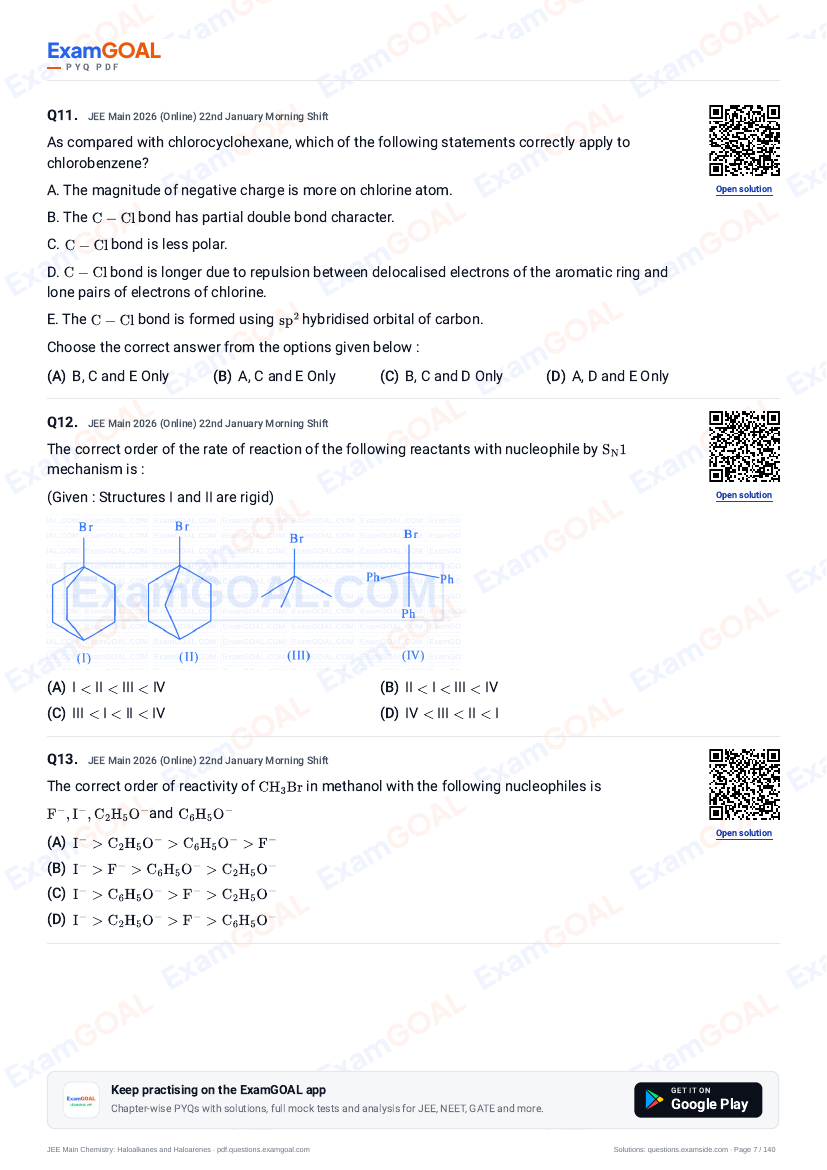 ExamGOAL
PYQ PDF
Q11. JEE Main 2026 (Online) 22nd January Morning Shift
As compared with chlorocyclohexane, which of the following statements correctly apply to
chlorobenzene?
A. The magnitude of negative charge is more on chlorine atom.
B. The C – Cl bond has partial double bond character.
C. C – Cl bond is less polar.
D. C – Cl bond is longer due to repulsion between delocalised electrons of the aromatic ring and
lone pairs of electrons of chlorine.
E. The C – Cl bond is formed using sp² hybridised orbital of carbon.
Choose the correct answer from the options given below :
(A) B, C and E Only (B) A, C and E Only (C) B, C and D Only (D) A, D and E Only
Open solution
Q12. JEE Main 2026 (Online) 22nd January Morning Shift
The correct order of the rate of reaction of the following reactants with nucleophile by S_N1
mechanism is :
(Given : Structures I and II are rigid)
Open solution
Br Br Br Br
Ph Ph
Ph
(I) (II) (III) (IV)
ExamGOAL.COM
(A) I < II < III < IV (B) II < I < III < IV
(C) III < I < II < IV (D) IV < III < II < I
Q13. JEE Main 2026 (Online) 22nd January Morning Shift
The correct order of reactivity of CH₃Br in methanol with the following nucleophiles is
F⁻, I⁻, C₂H₅O⁻ and C₆H₅O⁻
(A) I⁻ > C₂H₅O⁻ > C₆H₅O⁻ > F⁻
(B) I⁻ > F⁻ > C₆H₅O⁻ > C₂H₅O⁻
(C) I⁻ > C₆H₅O⁻ > F⁻ > C₂H₅O⁻
(D) I⁻ > C₂H₅O⁻ > F⁻ > C₆H₅O⁻
Open solution
ExamGOAL
Keep practising on the ExamGOAL app
Chapter-wise PYQs with solutions, full mock tests and analysis for JEE, NEET, GATE and more.
GET IT ON
Google Play
JEE Main Chemistry: Haloalkanes and Haloarenes · pdf.questions.examgoal.com
Solutions: questions.examside.com · Page 7 / 140